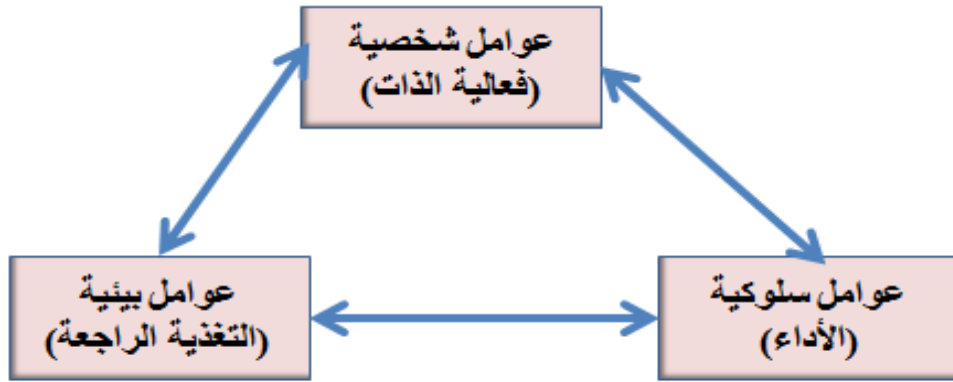 عوامل شخصية
(فعالية الذات)
عوامل سلوكية
(الأداء)
عوامل بيئية
(التغذية الراجعة)